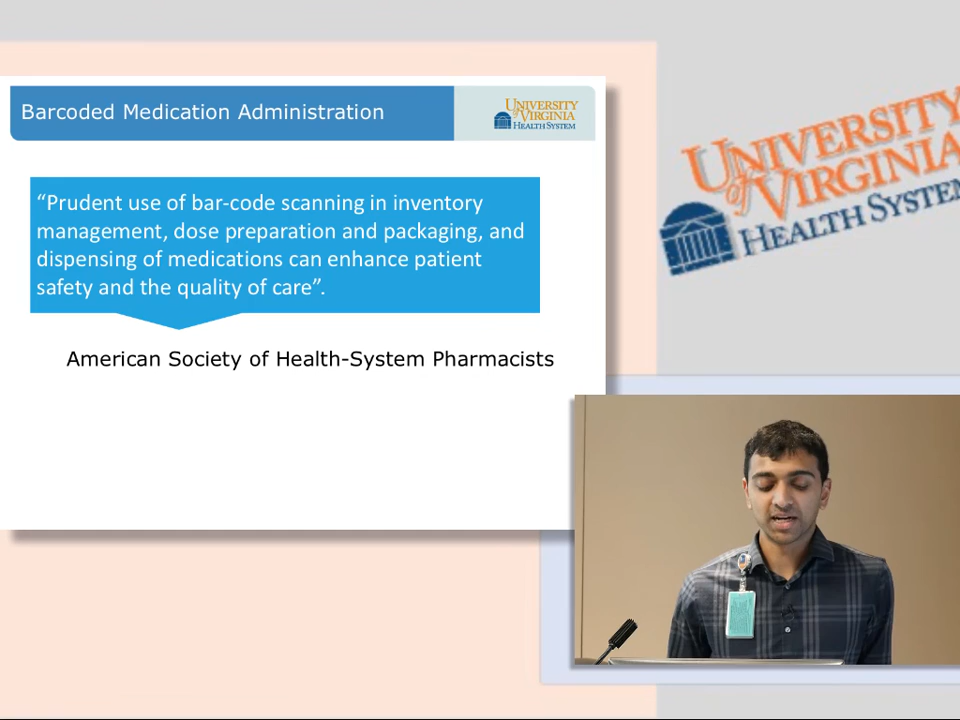 Barcoded Medication Administration
UNIVERSITY
of VIRGINIA
HEALTH SYSTEM
“Prudent use of bar-code scanning in inventory
management, dose preparation and packaging, and
dispensing of medications can enhance patient
safety and the quality of care”.
American Society of Health-System Pharmacists
UNIVERSITY
of VIRGINIA
HEALTH SYSTEM